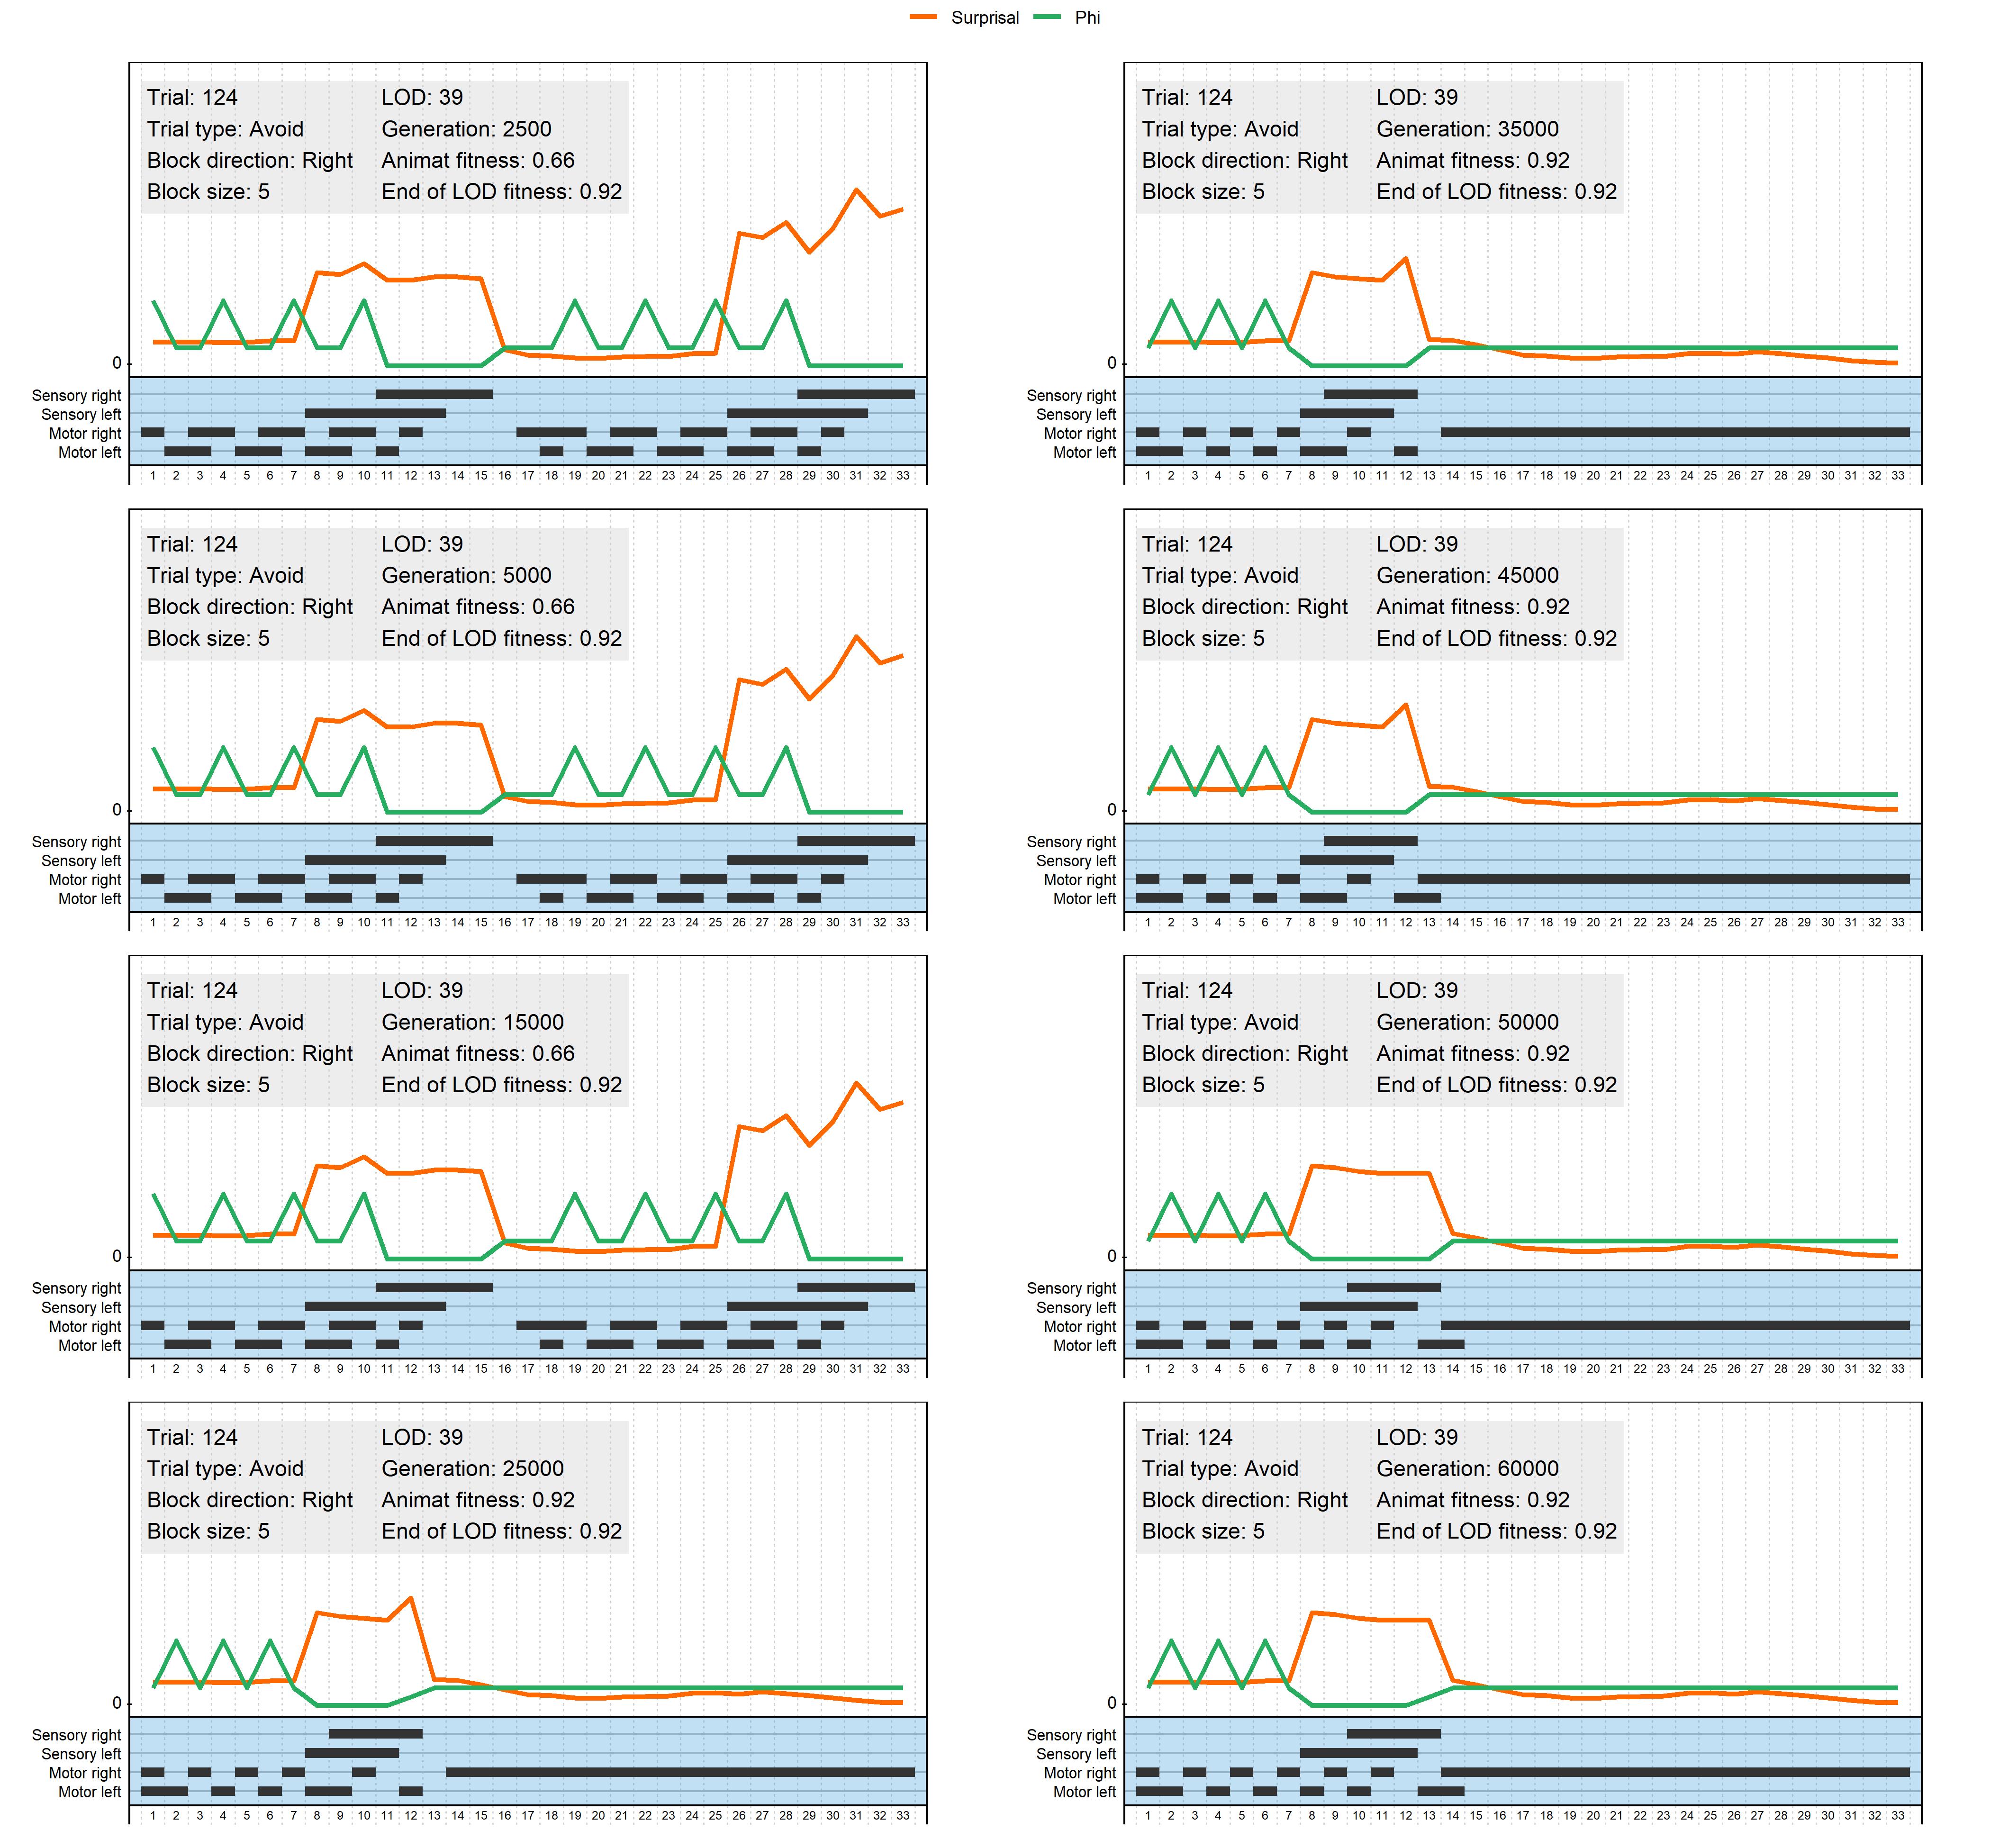 Surprisal Phi
Trial: 124 LOD: 39
Trial type: Avoid Generation: 2500
Block direction: Right Animat fitness: 0.66
Block size: 5 End of LOD fitness: 0.92
0
Sensory right
Sensory left
Motor right
Motor left
1 2 3 4 5 6 7 8 9 10 11 12 13 14 15 16 17 18 19 20 21 22 23 24 25 26 27 28 29 30 31 32 33
Trial: 124 LOD: 39
Trial type: Avoid Generation: 35000
Block direction: Right Animat fitness: 0.92
Block size: 5 End of LOD fitness: 0.92
0
Sensory right
Sensory left
Motor right
Motor left
1 2 3 4 5 6 7 8 9 10 11 12 13 14 15 16 17 18 19 20 21 22 23 24 25 26 27 28 29 30 31 32 33
Trial: 124 LOD: 39
Trial type: Avoid Generation: 5000
Block direction: Right Animat fitness: 0.66
Block size: 5 End of LOD fitness: 0.92
0
Sensory right
Sensory left
Motor right
Motor left
1 2 3 4 5 6 7 8 9 10 11 12 13 14 15 16 17 18 19 20 21 22 23 24 25 26 27 28 29 30 31 32 33
Trial: 124 LOD: 39
Trial type: Avoid Generation: 45000
Block direction: Right Animat fitness: 0.92
Block size: 5 End of LOD fitness: 0.92
0
Sensory right
Sensory left
Motor right
Motor left
1 2 3 4 5 6 7 8 9 10 11 12 13 14 15 16 17 18 19 20 21 22 23 24 25 26 27 28 29 30 31 32 33
Trial: 124 LOD: 39
Trial type: Avoid Generation: 15000
Block direction: Right Animat fitness: 0.66
Block size: 5 End of LOD fitness: 0.92
0
Sensory right
Sensory left
Motor right
Motor left
1 2 3 4 5 6 7 8 9 10 11 12 13 14 15 16 17 18 19 20 21 22 23 24 25 26 27 28 29 30 31 32 33
Trial: 124 LOD: 39
Trial type: Avoid Generation: 50000
Block direction: Right Animat fitness: 0.92
Block size: 5 End of LOD fitness: 0.92
0
Sensory right
Sensory left
Motor right
Motor left
1 2 3 4 5 6 7 8 9 10 11 12 13 14 15 16 17 18 19 20 21 22 23 24 25 26 27 28 29 30 31 32 33
Trial: 124 LOD: 39
Trial type: Avoid Generation: 25000
Block direction: Right Animat fitness: 0.92
Block size: 5 End of LOD fitness: 0.92
0
Sensory right
Sensory left
Motor right
Motor left
1 2 3 4 5 6 7 8 9 10 11 12 13 14 15 16 17 18 19 20 21 22 23 24 25 26 27 28 29 30 31 32 33
Trial: 124 LOD: 39
Trial type: Avoid Generation: 60000
Block direction: Right Animat fitness: 0.92
Block size: 5 End of LOD fitness: 0.92
0
Sensory right
Sensory left
Motor right
Motor left
1 2 3 4 5 6 7 8 9 10 11 12 13 14 15 16 17 18 19 20 21 22 23 24 25 26 27 28 29 30 31 32 33